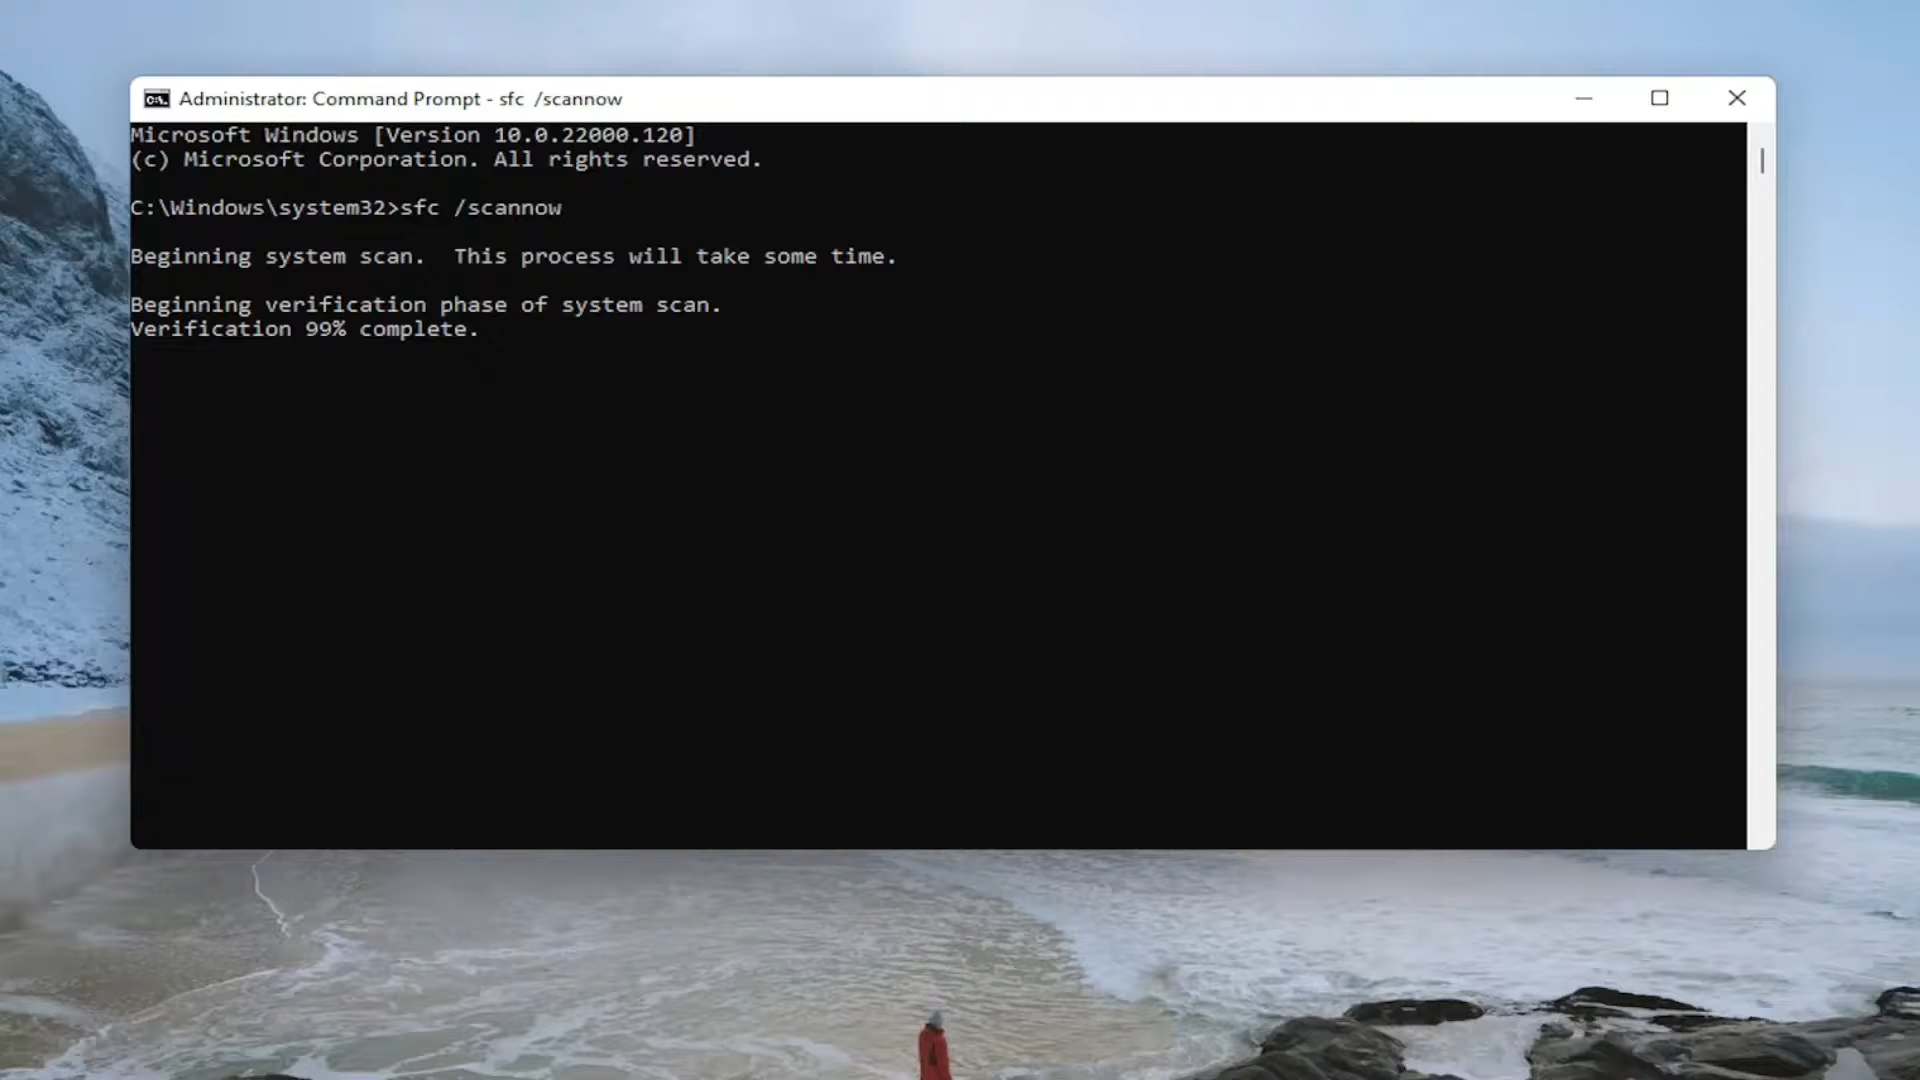 Administrator: Command Prompt - sfc  /scannow
Microsoft Windows [Version 10.0.22000.120]
(c) Microsoft Corporation. All rights reserved.
C:\Windows\system32>sfc /scannow
Beginning system scan.  This process will take some time.
Beginning verification phase of system scan.
Verification 99% complete.